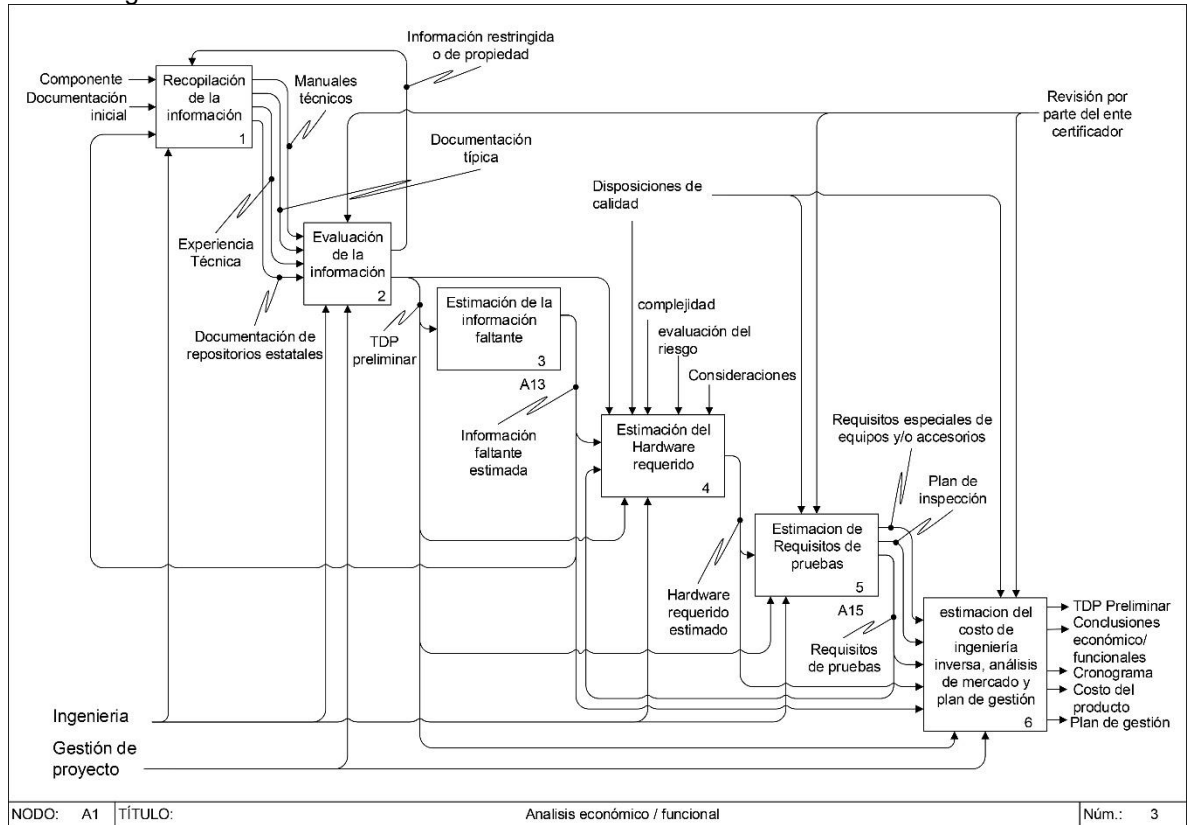 Información restringida
o de propiedad
Componente
Documentación
inicial
Recopilación
de la
información
1
Manuales
técnicos
Revisión por
parte del ente
certificador
Documentación
típica
Disposiciones de
calidad
Experiencia
Técnica
Evaluación
de la
información
2
Documentación de
repositorios estatales
TDP
preliminar
Estimación de la
información
faltante
3
A13
complejidad
evaluación del
riesgo
Consideraciones
Información
faltante
estimada
Estimación del
Hardware
requerido
4
Requisitos especiales de
equipos y/o accesorios
Plan de
inspección
Hardware
requerido
estimado
Estimacion de
Requisitos de
pruebas
5
A15
Requisitos
de pruebas
estimacion del
costo de
ingeniería
inversa, análisis
de mercado y
plan de gestión
6
TDP Preliminar
Conclusiones
económico/
funcionales
Cronograma
Costo del
producto
Plan de gestión
Ingenieria
Gestión de
proyecto
NODO: A1 TÍTULO: Analisis económico / funcional Núm.: 3